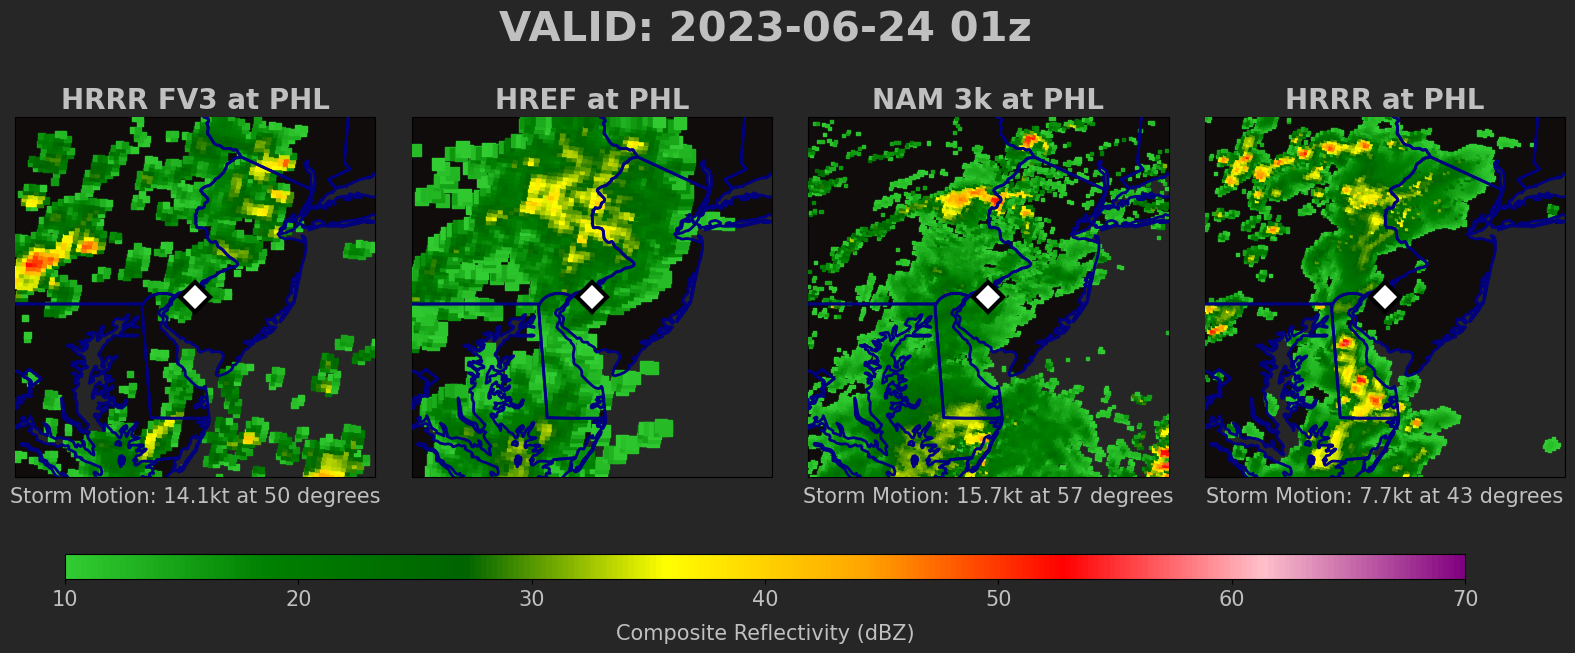 VALID: 2023-06-24 01z
HRRR FV3 at PHL
HREF at PHL
NAM 3k at PHL
HRRR at PHL
Storm Motion: 14.1kt at 50 degrees
Storm Motion: 15.7kt at 57 degrees
Storm Motion: 7.7kt at 43 degrees
10 20 30 40 50 60 70
Composite Reflectivity (dBZ)